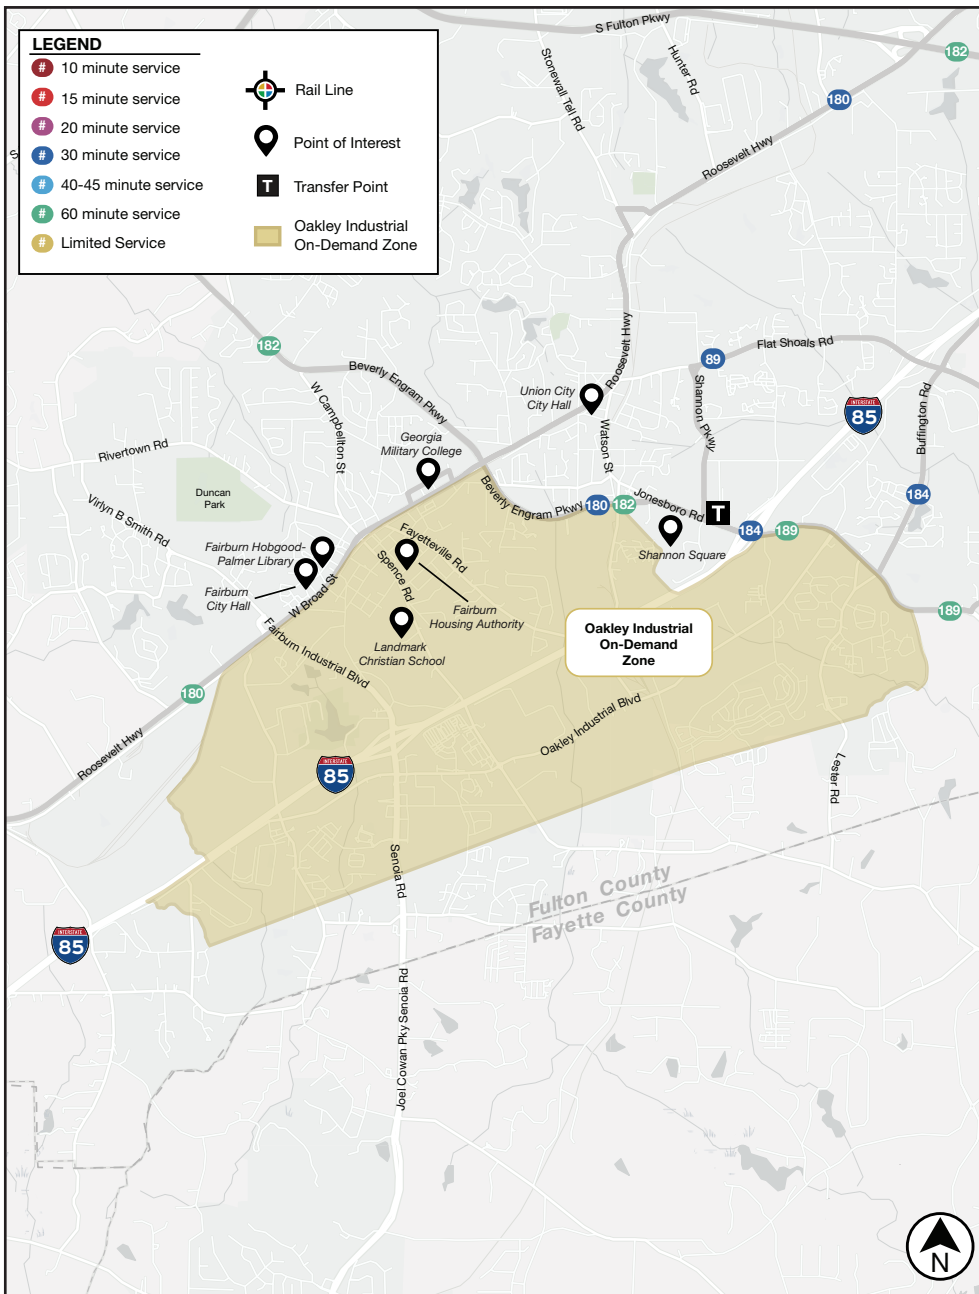 LEGEND
# 10 minute service
# 15 minute service
# 20 minute service
# 30 minute service
# 40-45 minute service
# 60 minute service
# Limited Service
Rail Line
Point of Interest
T Transfer Point
Oakley Industrial
On-Demand Zone
S Fulton Pkwy
182
Stonewall Tell Rd
Hunter Rd
180
Roosevelt Hwy
S
182
Beverly Engram Pkwy
W Campbellton St
Roosevelt Hwy
Union City
City Hall
Watson St
89
Flat Shoals Rd
Shannon Pkwy
INTERSTATE
85
Buffington Rd
184
Georgia
Military College
Rivertown Rd
Duncan
Park
Virlyn B Smith Rd
Beverly Engram Pkwy
180
182
Jonesboro Rd
T
184
189
Shannon Square
Fairburn Hobgood-
Palmer Library
Fairburn
City Hall
W Broad St
Fayetteville Rd
Spence Rd
Fairburn
Housing Authority
Landmark
Christian School
189
Oakley Industrial
On-Demand
Zone
Fairburn Industrial Blvd
180
Roosevelt Hwy
Oakley Industrial Blvd
INTERSTATE
85
Lester Rd
Senoia Rd
Fulton County
Fayette County
INTERSTATE
85
Joel Cowan Pky Senoia Rd
N